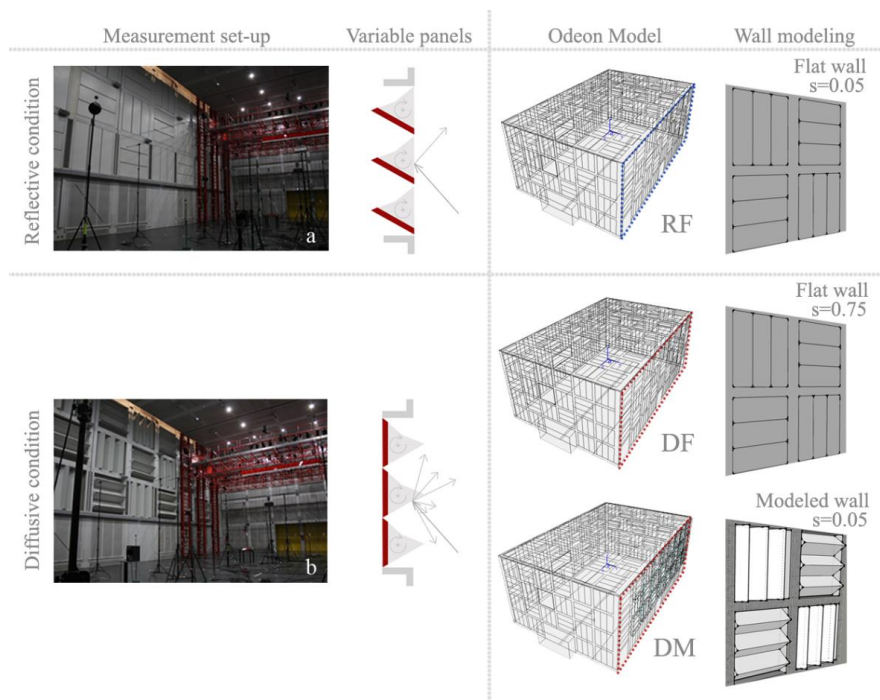 Measurement set-up
Variable panels
Odeon Model
Wall modeling
Reflective condition
a
RF
Flat wall
s=0.05
Diffusive condition
b
DF
Flat wall
s=0.75
DM
Modeled wall
s=0.05